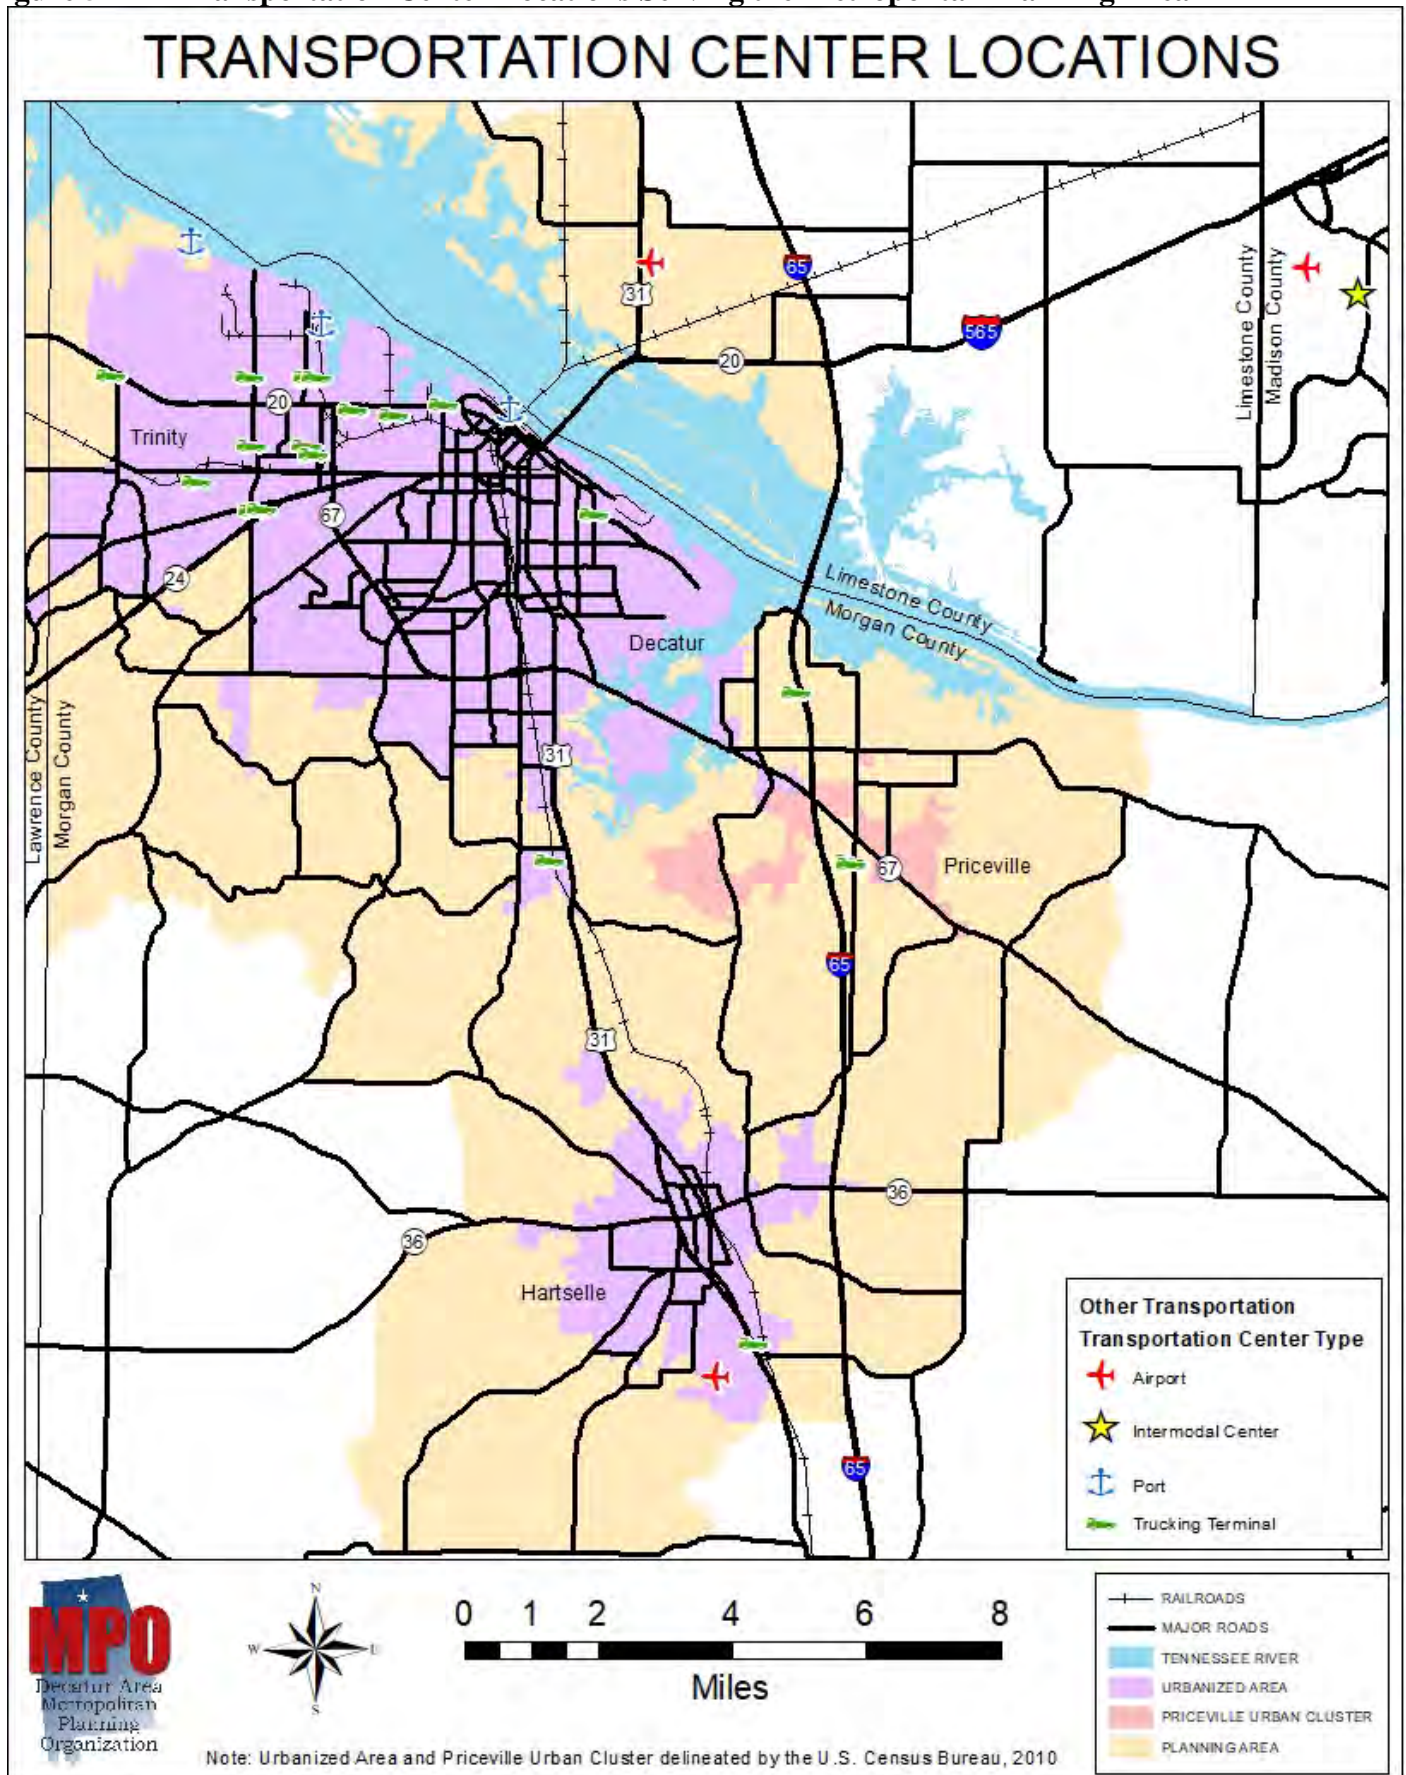 TRANSPORTATION CENTER LOCATIONS
65
31
565
20
Limestone County
Madison County
20
Trinity
67
24
Limestone County
Morgan County
Decatur
Lawrence County
Morgan County
31
67
Priceville
65
31
36
36
Hartselle
65
Other Transportation
Transportation Center Type
Airport
Intermodal Center
Port
Trucking Terminal
MPO
Decatur Area
Metropolitan
Planning
Organization
N
W
S
0 1 2 4 6 8
Miles
RAILROADS
MAJOR ROADS
TENNESSEE RIVER
URBANIZED AREA
PRICEVILLE URBAN CLUSTER
PLANNING AREA
Note: Urbanized Area and Priceville Urban Cluster delineated by the U.S. Census Bureau, 2010